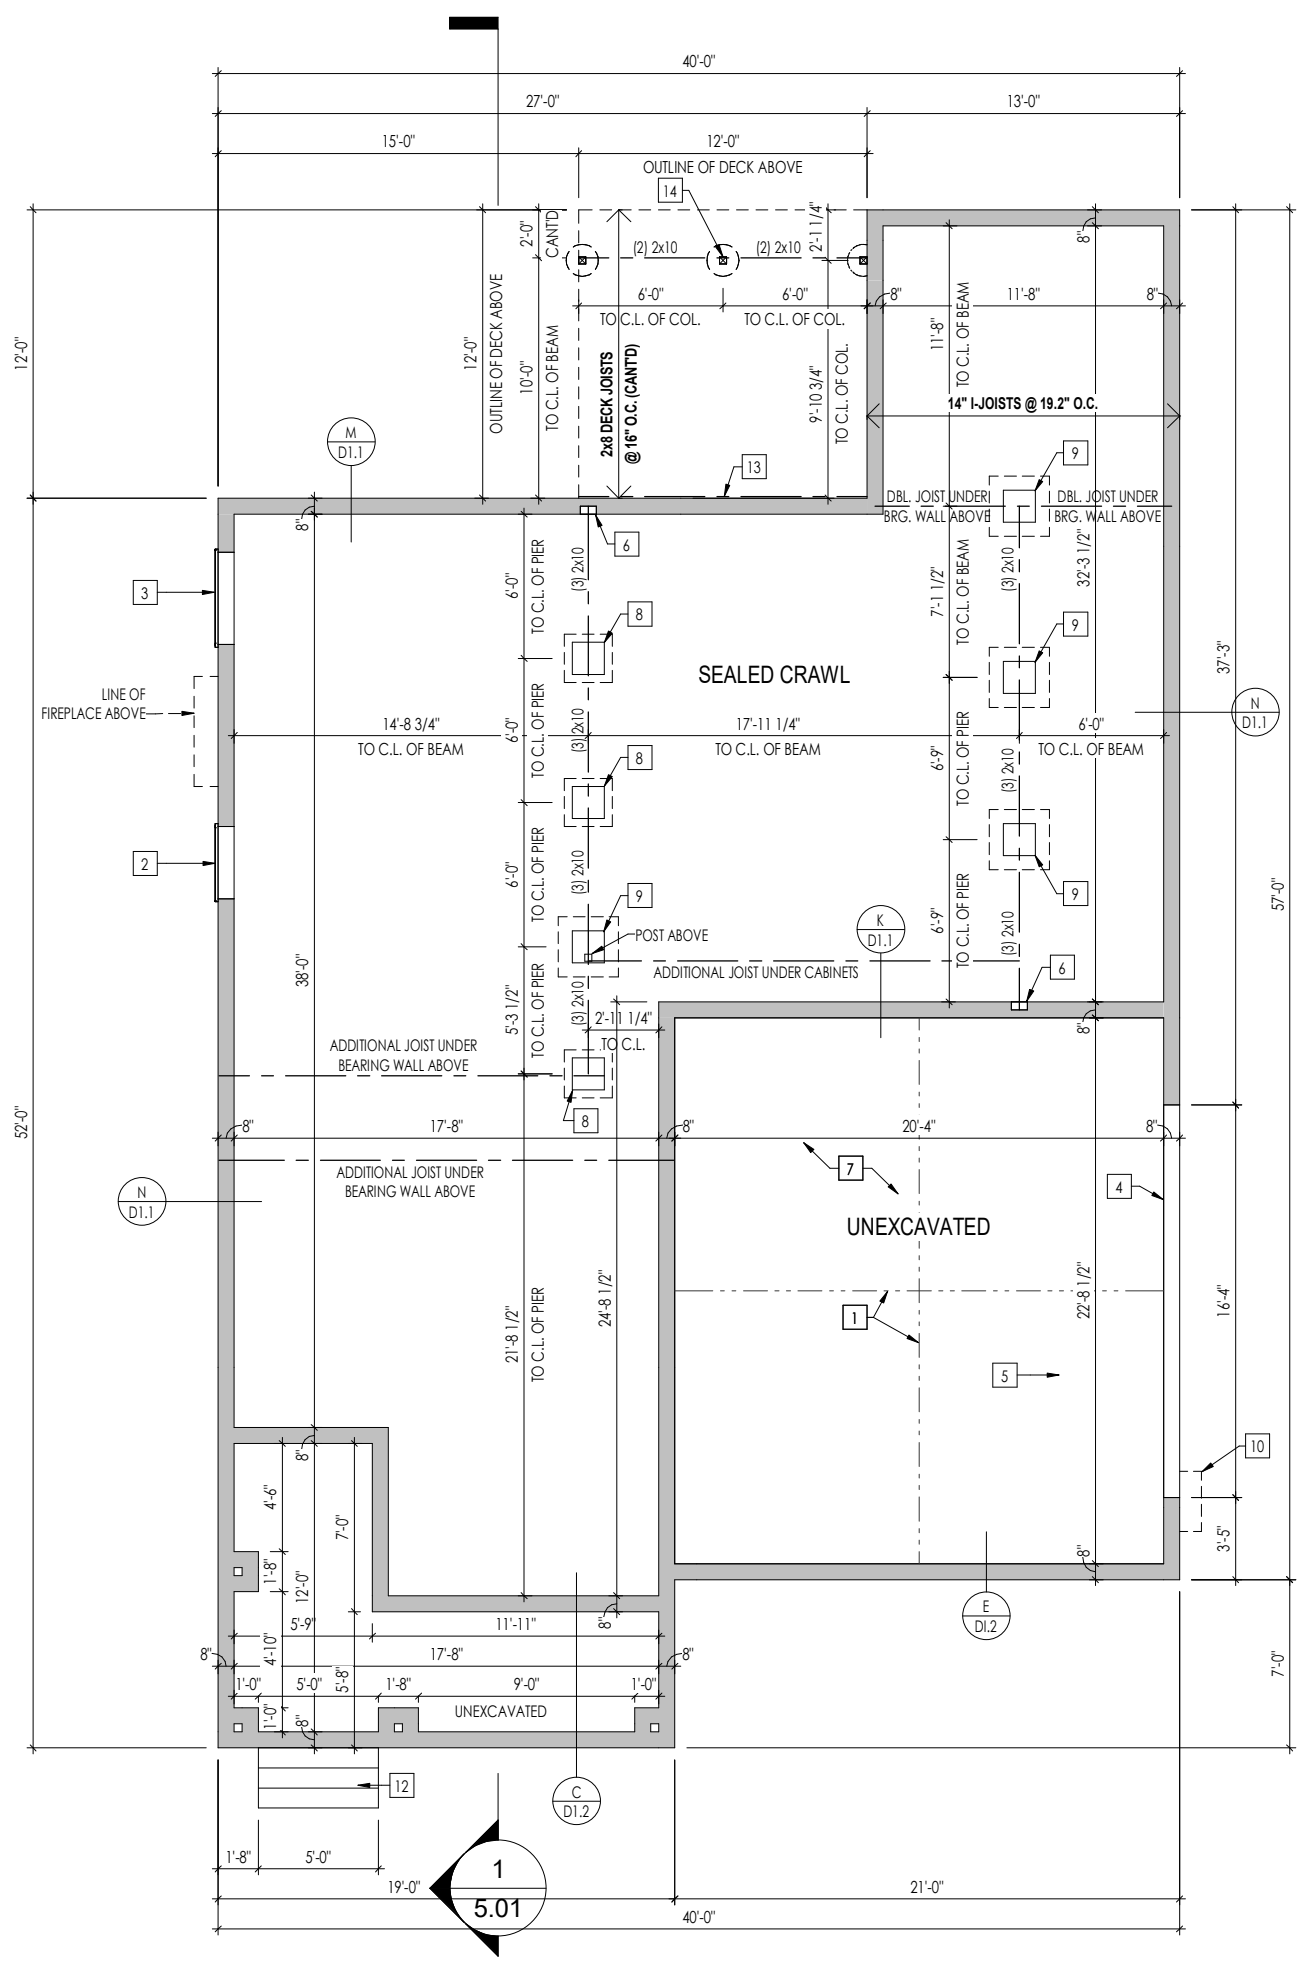 40'-0"
27'-0"
13'-0"
15'-0"
12'-0"
OUTLINE OF DECK ABOVE
14
12'-0"
12'-0"
OUTLINE OF DECK ABOVE
2'-0"
CANT'D
10'-0"
TO C.L. OF BEAM
(2) 2x10
(2) 2x10
2'-1 1/4"
6'-0"
6'-0"
TO C.L. OF COL.
TO C.L. OF COL.
2x8 DECK JOISTS
@ 16" O.C. (CANT'D)
9'-10 3/4"
TO C.L. OF COL.
8"
8"
11'-8"
8"
11'-8"
TO C.L. OF BEAM
14" I-JOISTS @ 19.2" O.C.
M
D1.1
13
9
DBL. JOIST UNDER
BRG. WALL ABOVE
DBL. JOIST UNDER
BRG. WALL ABOVE
8"
6
3
6'-0"
TO C.L. OF PIER
(3) 2x10
7'-1 1/2"
TO C.L. OF BEAM
(3) 2x10
32'-3 1/2"
8
9
37'-3"
SEALED CRAWL
LINE OF
FIREPLACE ABOVE
N
D1.1
14'-8 3/4"
TO C.L. OF BEAM
6'-0"
TO C.L. OF PIER
(3) 2x10
17'-11 1/4"
TO C.L. OF BEAM
6'-0"
TO C.L. OF BEAM
6'-9"
TO C.L. OF PIER
(3) 2x10
8
2
6'-0"
TO C.L. OF PIER
(3) 2x10
9
9
57'-0"
K
D1.1
6'-9"
TO C.L. OF PIER
(3) 2x10
POST ABOVE
ADDITIONAL JOIST UNDER CABINETS
6
38'-0"
5'-3 1/2"
TO C.L. OF PIER
(3) 2x10
2'-11 1/4"
TO C.L.
8"
ADDITIONAL JOIST UNDER
BEARING WALL ABOVE
8
52'-0"
8"
17'-8"
8"
20'-4"
8"
ADDITIONAL JOIST UNDER
BEARING WALL ABOVE
7
4
N
D1.1
UNEXCAVATED
21'-8 1/2"
TO C.L. OF PIER
24'-8 1/2"
22'-8 1/2"
16'-4"
1
5
10
8"
4'-6"
7'-0"
1'-8"
12'-0"
8"
3'-5"
E
D1.2
5'-9"
11'-11"
8"
4'-10"
8"
17'-8"
8"
5'-8"
7'-0"
1'-0"
5'-0"
1'-8"
9'-0"
1'-0"
1'-0"
8"
UNEXCAVATED
12
C
D1.2
1'-8"
5'-0"
1
5.01
19'-0"
21'-0"
40'-0"